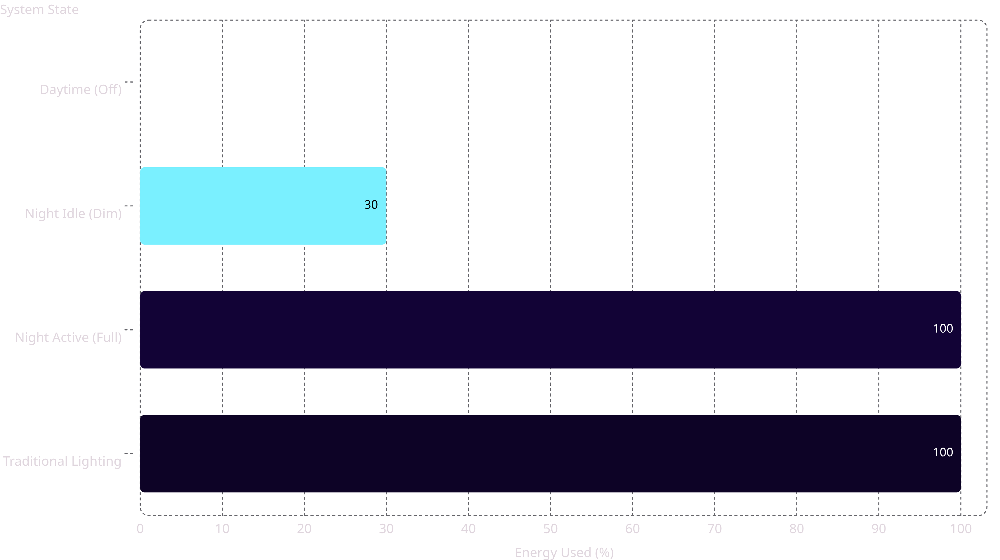 System State
Daytime (Off)
Night Idle (Dim)
30
Night Active (Full)
100
Traditional Lighting
100
0 10 20 30 40 50 60 70 80 90 100
Energy Used (%)